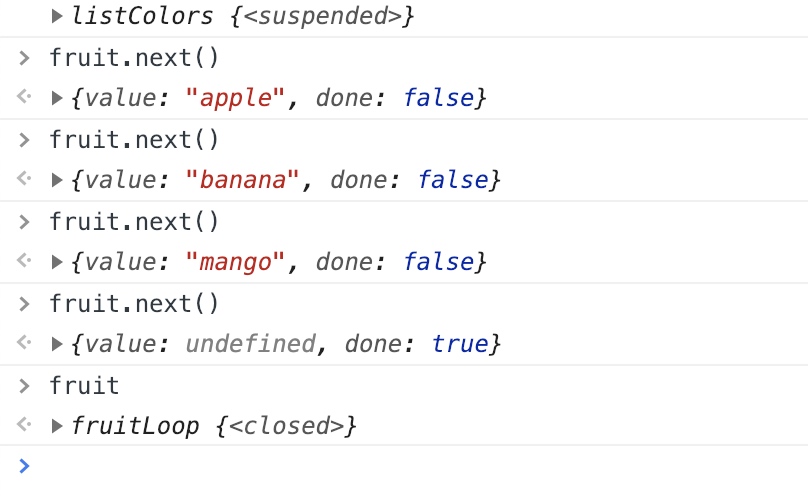 ▶listColors {<suspended>}
> fruit.next()
<· ▶{value: "apple", done: false}
> fruit.next()
<· ▶{value: "banana", done: false}
> fruit.next()
<· ▶{value: "mango", done: false}
> fruit.next()
<· ▶{value: undefined, done: true}
> fruit
<· ▶fruitLoop {<closed>}
>